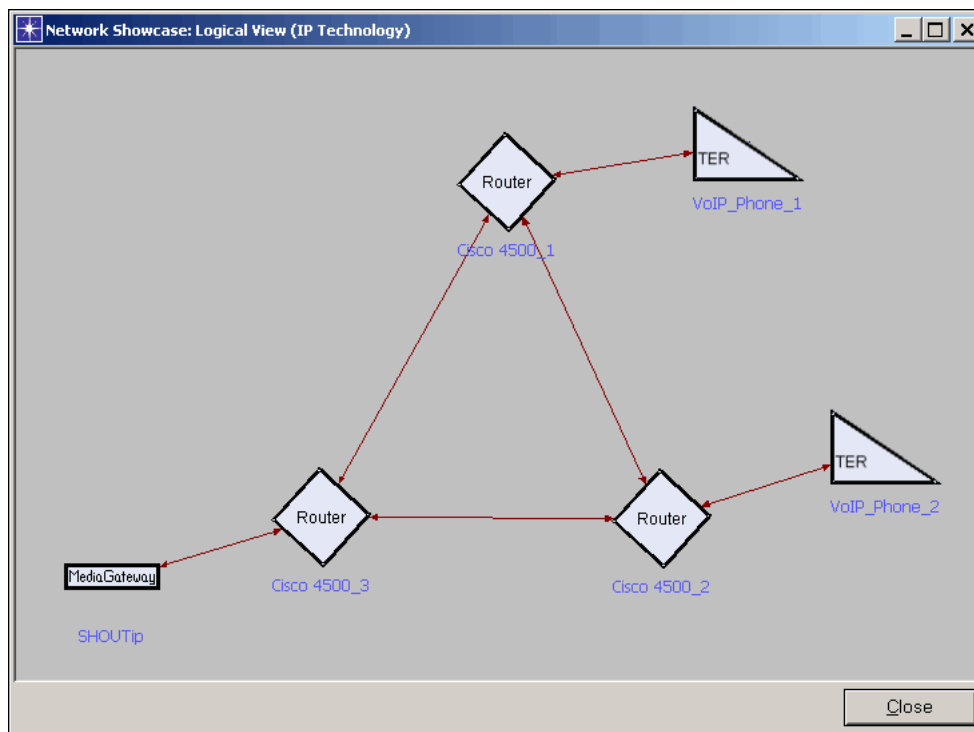 Network Showcase: Logical View (IP Technology)
Router
TER
VoIP_Phone_1
Cisco 4500_1
TER
VoIP_Phone_2
Router
Router
MediaGateway
Cisco 4500_3
Cisco 4500_2
SHOUTip
Close